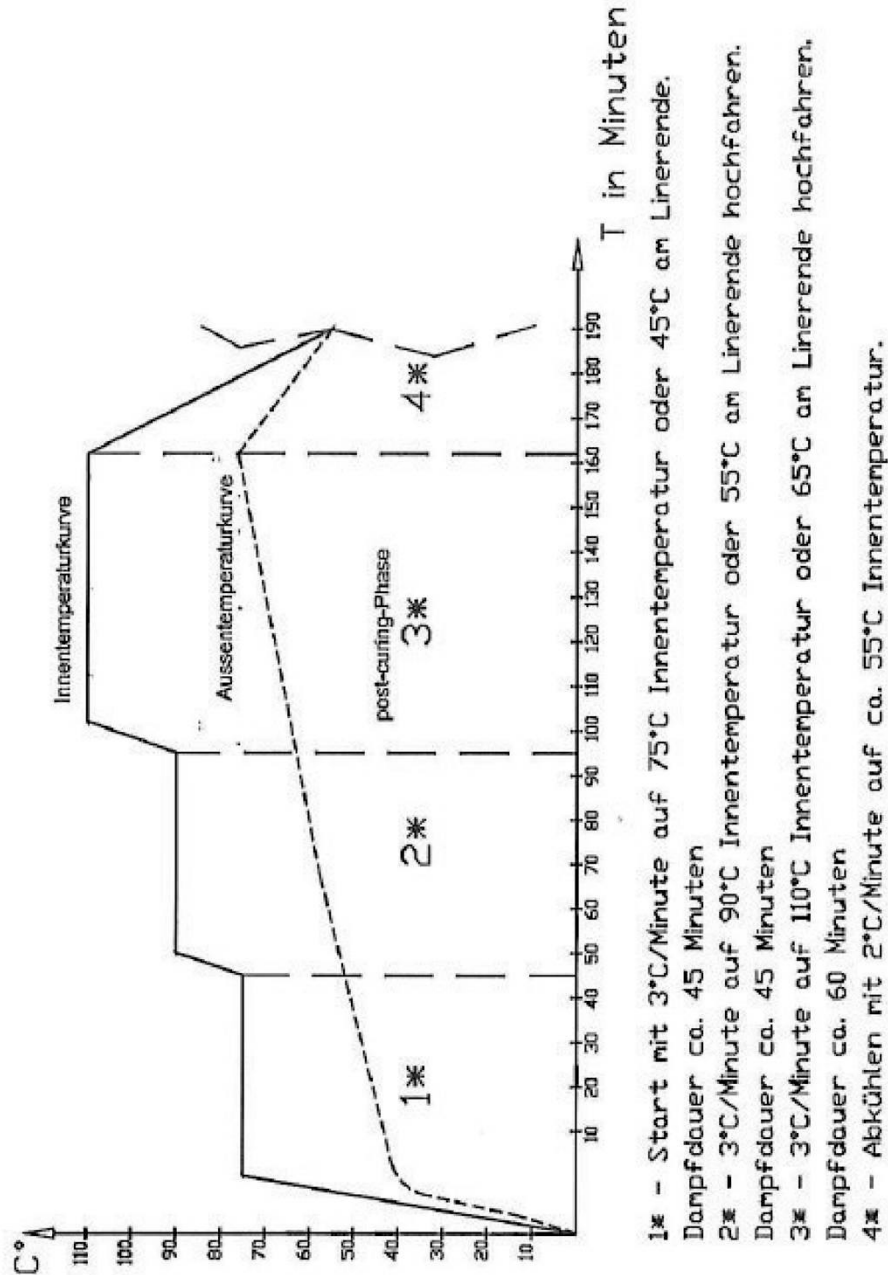 C°
110.
100.
90.
80.
70
60.
50.
40.
30.
20.
10.
Innentemperaturkurve
Aussentemperaturkurve
post-curing-Phase
1*
2*
3*
4*
10
20
30
40
50
60
70
80
90
100
110
120
130
140
150
160
170
180
190
T in Minuten
1* - Start mit 3°C/Minute auf 75°C Innentemperatur oder 45°C am Linerende.
Dampfdauer ca. 45 Minuten
2* - 3°C/Minute auf 90°C Innentemperatur oder 55°C am Linerende hochfahren.
Dampfdauer ca. 45 Minuten
3* - 3°C/Minute auf 110°C Innentemperatur oder 65°C am Linerende hochfahren.
Dampfdauer ca. 60 Minuten
4* - Abkühlen mit 2°C/Minute auf ca. 55°C Innentemperatur.